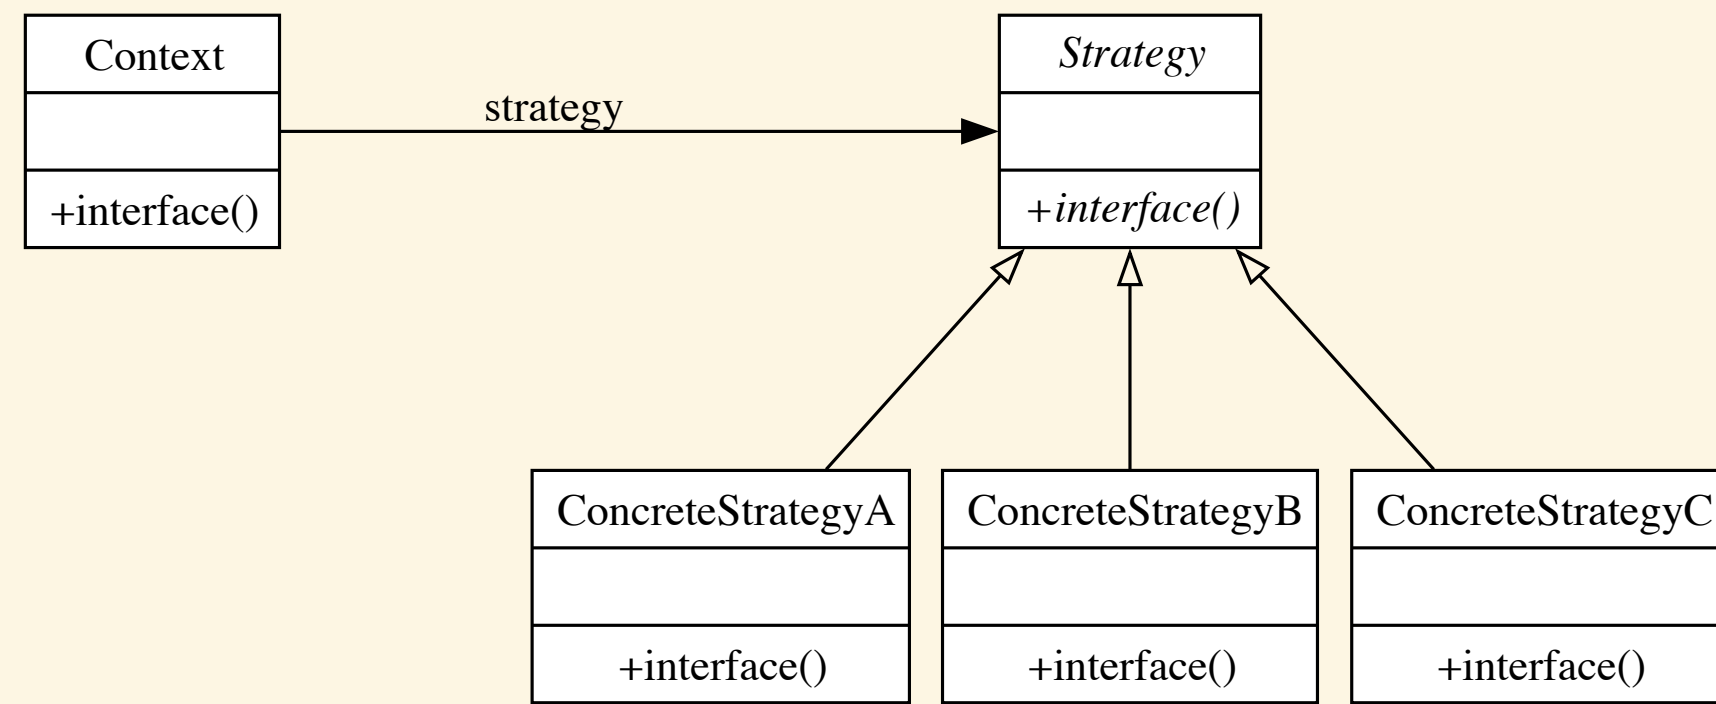 Context
Strategy
strategy
+interface()
+interface()
ConcreteStrategyA
ConcreteStrategyB
ConcreteStrategyC
+interface()
+interface()
+interface()